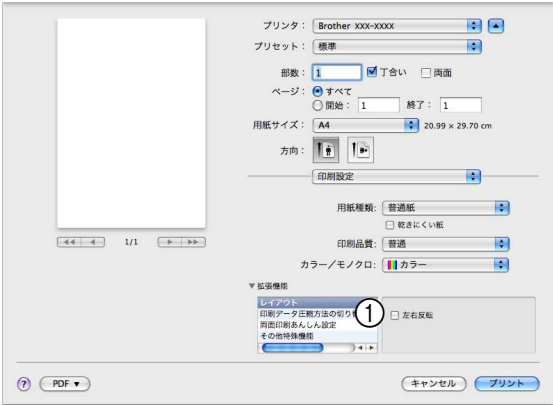 プリンタ： Brother XXX-XXXX
プリセット： 標準
部数： 1 丁合い 両面
ページ： すべて
開始： 1 終了： 1
用紙サイズ： A4 20.99 x 29.70 cm
方向：
印刷設定
用紙種類: 普通紙
乾きにくい紙
1/1
印刷品質: 普通
カラー／モノクロ: カラー
拡張機能
レイアウト
印刷データ圧縮方法の切り
両面印刷あんしん設定
その他特殊機能
1
左右反転
? PDF ▼ キャンセル プリント